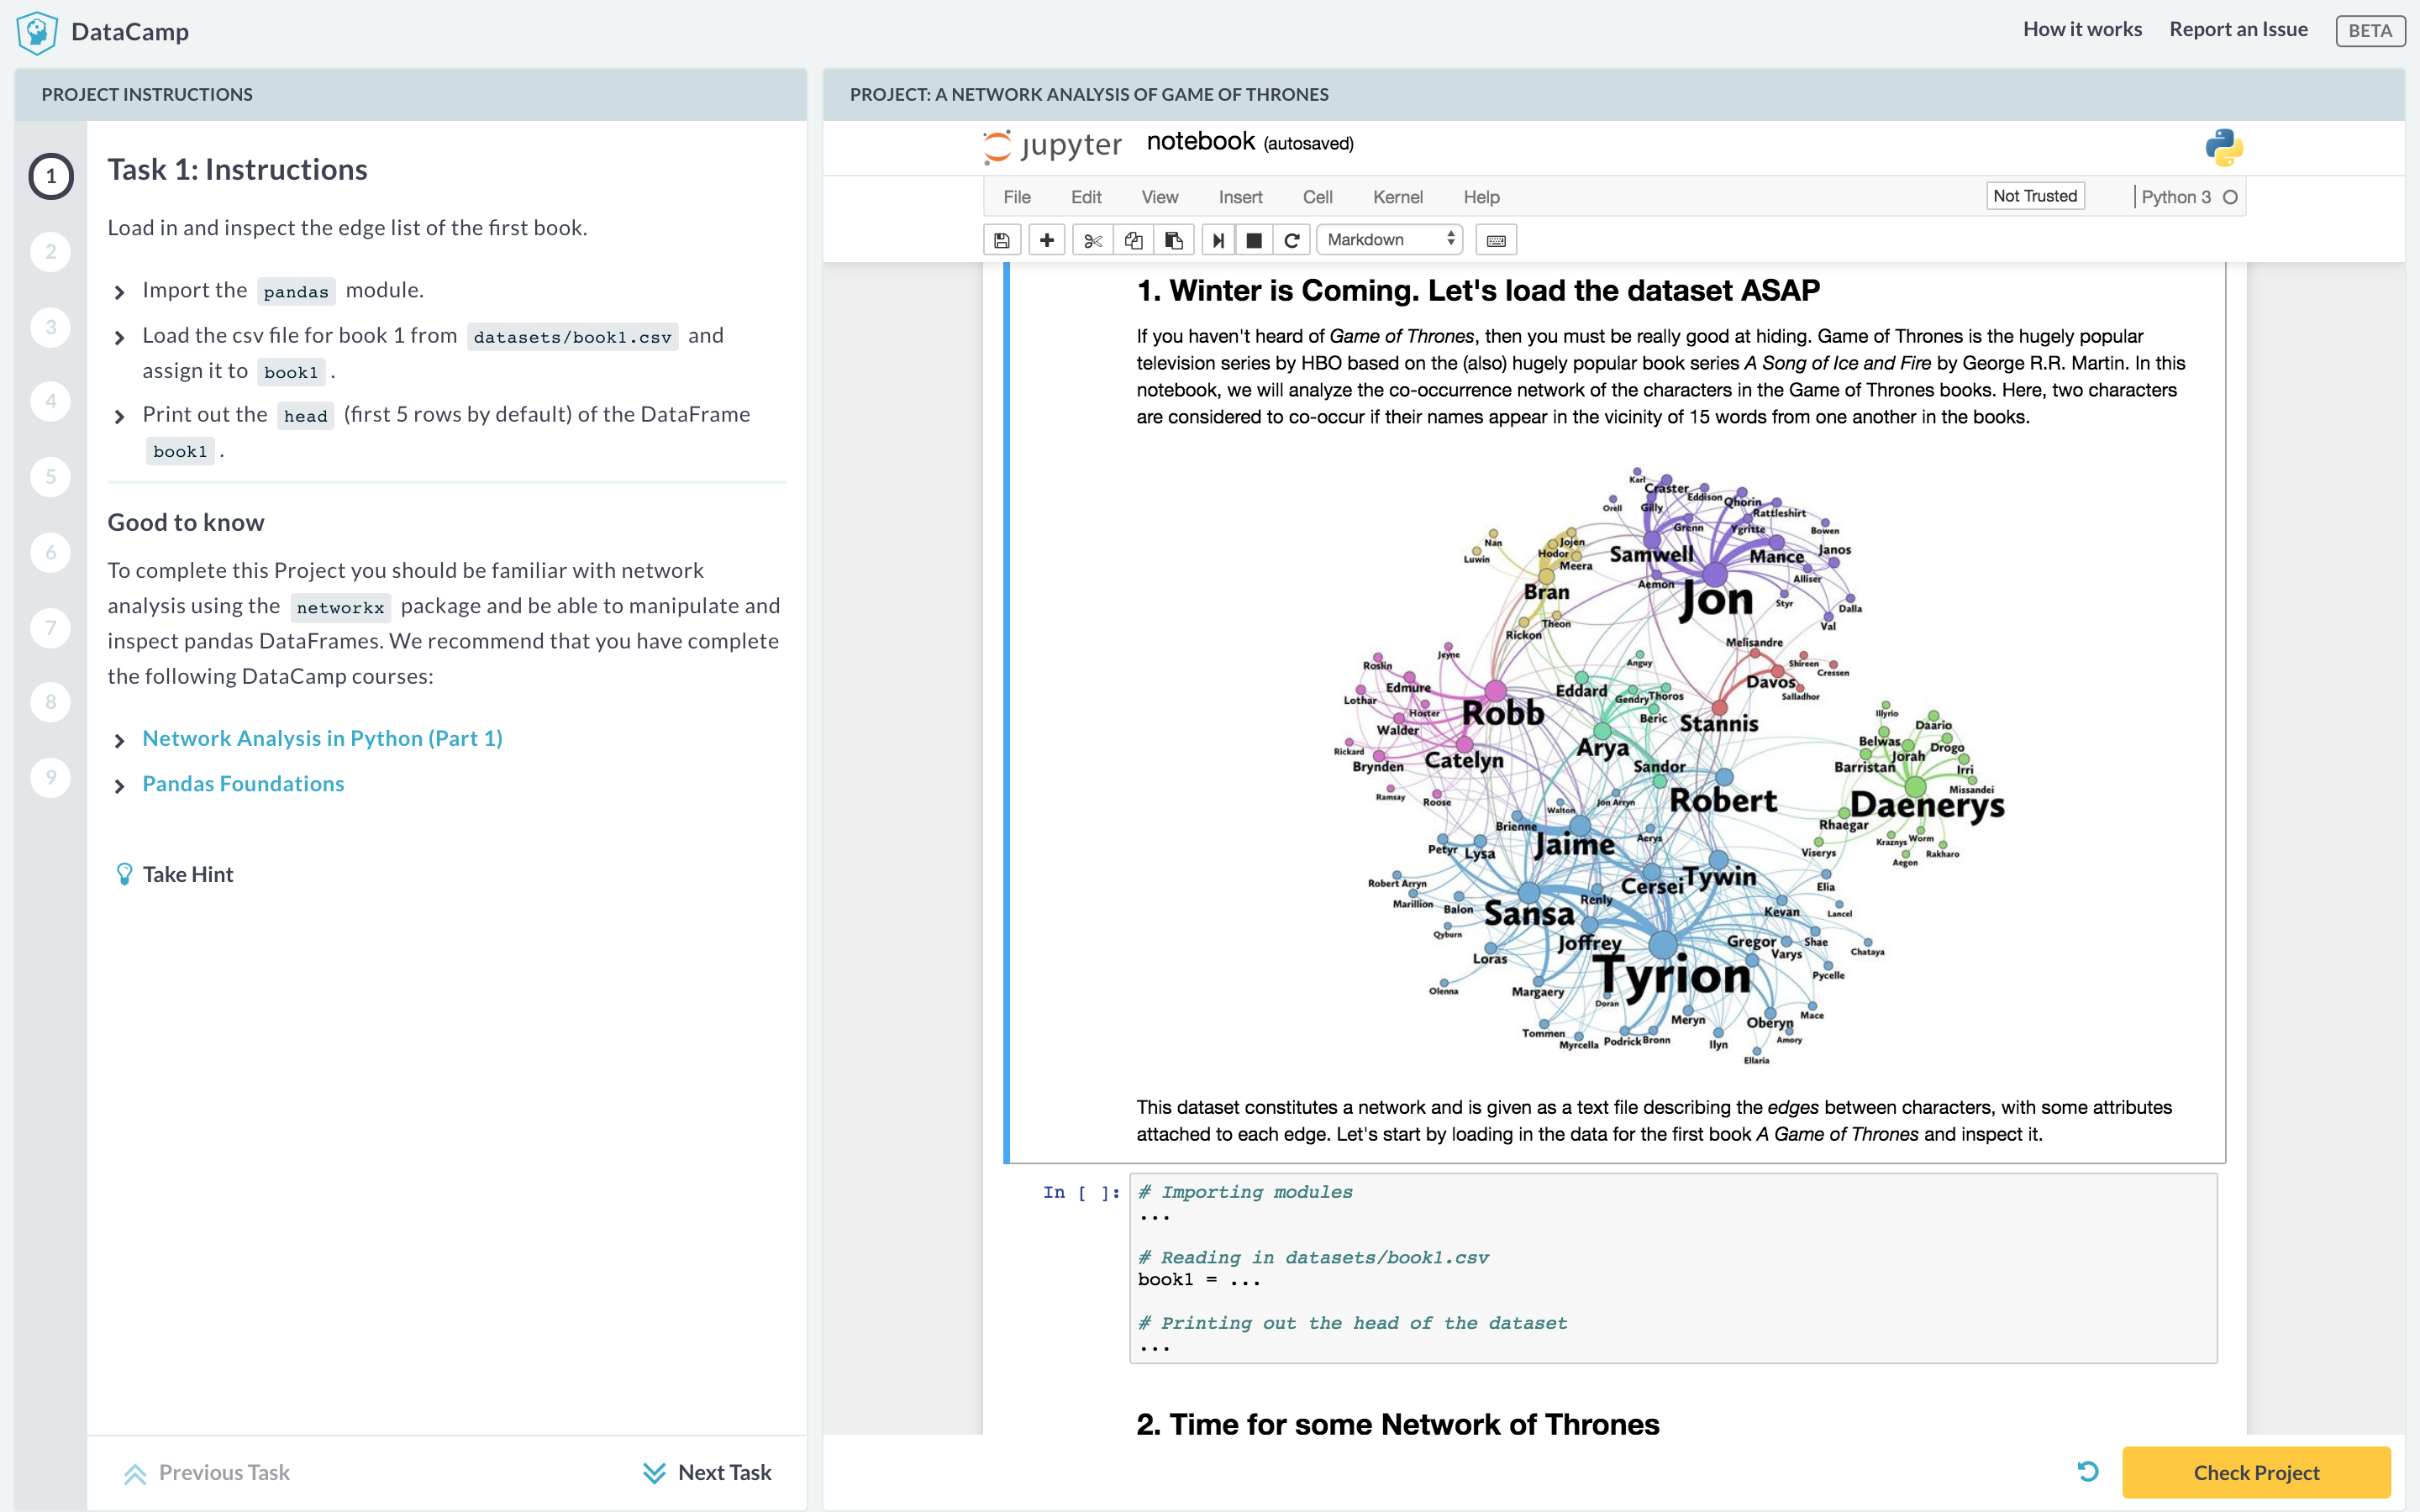 DataCamp
How it works
Report an Issue
BETA
PROJECT INSTRUCTIONS
1
2
3
4
5
6
7
8
9
Task 1: Instructions
Load in and inspect the edge list of the first book.
Import the pandas module.
Load the csv file for book 1 from datasets/book1.csv and
assign it to book1 .
Print out the head (first 5 rows by default) of the DataFrame
book1 .
Good to know
To complete this Project you should be familiar with network
analysis using the networkx package and be able to manipulate and
inspect pandas DataFrames. We recommend that you have complete
the following DataCamp courses:
Network Analysis in Python (Part 1)
Pandas Foundations
Take Hint
Previous Task
Next Task
PROJECT: A NETWORK ANALYSIS OF GAME OF THRONES
jupyter notebook (autosaved)
File Edit View Insert Cell Kernel Help
Not Trusted
Python 3
Markdown
1. Winter is Coming. Let's load the dataset ASAP
If you haven't heard of Game of Thrones, then you must be really good at hiding. Game of Thrones is the hugely popular
television series by HBO based on the (also) hugely popular book series A Song of Ice and Fire by George R.R. Martin. In this
notebook, we will analyze the co-occurrence network of the characters in the Game of Thrones books. Here, two characters
are considered to co-occur if their names appear in the vicinity of 15 words from one another in the books.
Karl
Craster
Eddison
Qhorin
Orell
Gilly
Rattleshirt
Grenn
Ygritte
Bowen
Nan
Jojen
Luwin
Hodor
Meera
Samwell
Mance
Janos
Alliser
Aemon
Bran
Jon
Styr
Dalla
Rickon
Theon
Val
Melisandre
Jeyne
Anguy
Shireen
Cressen
Roslin
Edmure
Eddard
Davos
Salladhor
Lothar
Hoster
Gendry
Thoros
Robb
Beric
Stannis
Illyrio
Daario
Walder
Belwas
Jorah
Drogo
Rickard
Arya
Brynden
Catelyn
Sandor
Barristan
Irri
Missandei
Ramsay
Roose
Walton
Jon Arryn
Robert
Daenerys
Brienne
Rhaegar
Aerys
Kraznys
Worm
Petyr
Lysa
Jaime
Viserys
Aegon
Rakharo
Robert Arryn
Cersei
Tywin
Elia
Marillion
Balon
Renly
Kevan
Lancel
Sansa
Qyburn
Joffrey
Gregor
Shae
Varys
Chataya
Loras
Tyrion
Pycelle
Olenna
Margaery
Doran
Meryn
Oberyn
Mace
Tommen
Myrcella
Podrick
Bronn
Ilyn
Amory
Ellaria
This dataset constitutes a network and is given as a text file describing the edges between characters, with some attributes
attached to each edge. Let's start by loading in the data for the first book A Game of Thrones and inspect it.
In [ ]:
# Importing modules
...
# Reading in datasets/book1.csv
book1 = ...
# Printing out the head of the dataset
...
2. Time for some Network of Thrones
Check Project